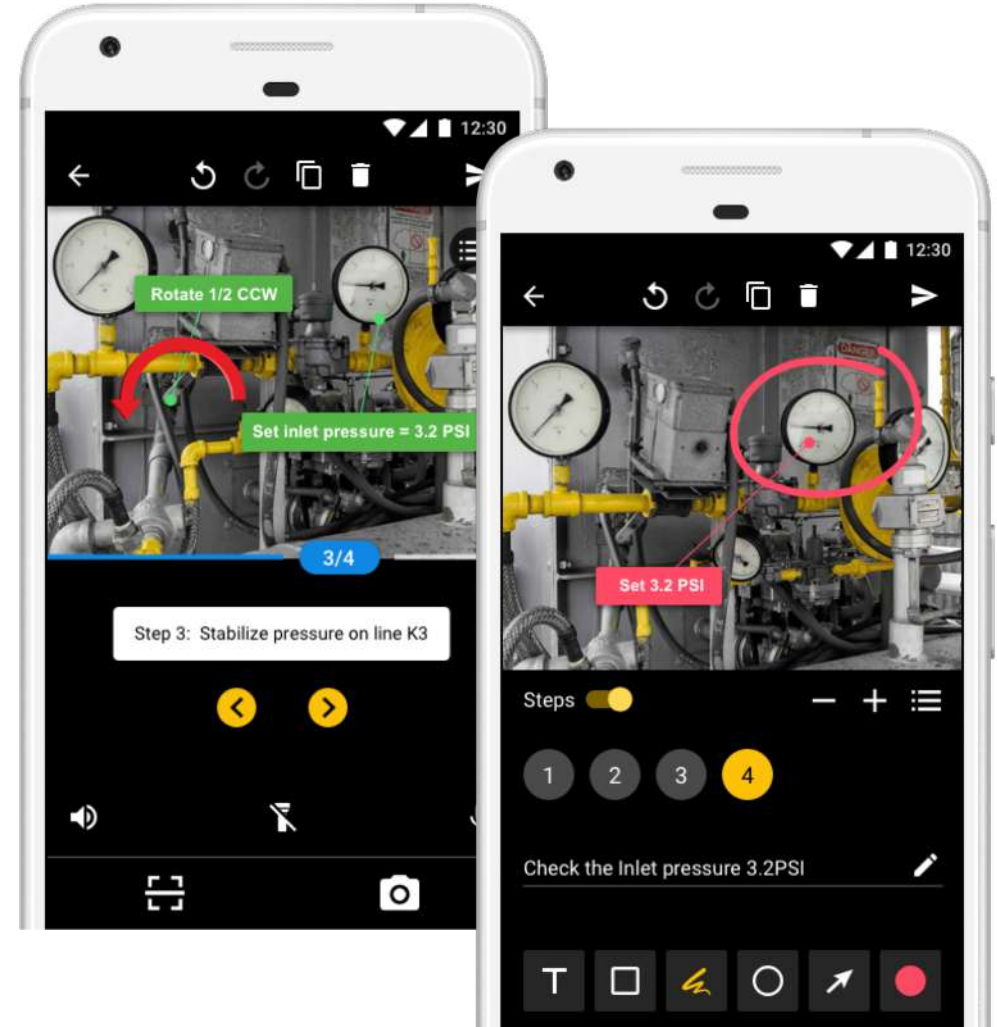 12:30
Rotate 1/2 CCW
Set inlet pressure = 3.2 PSI
3/4
Step 3: Stabilize pressure on line K3
12:30
DANGER
Set 3.2 PSI
Steps
1 2 3 4
Check the Inlet pressure 3.2PSI
T